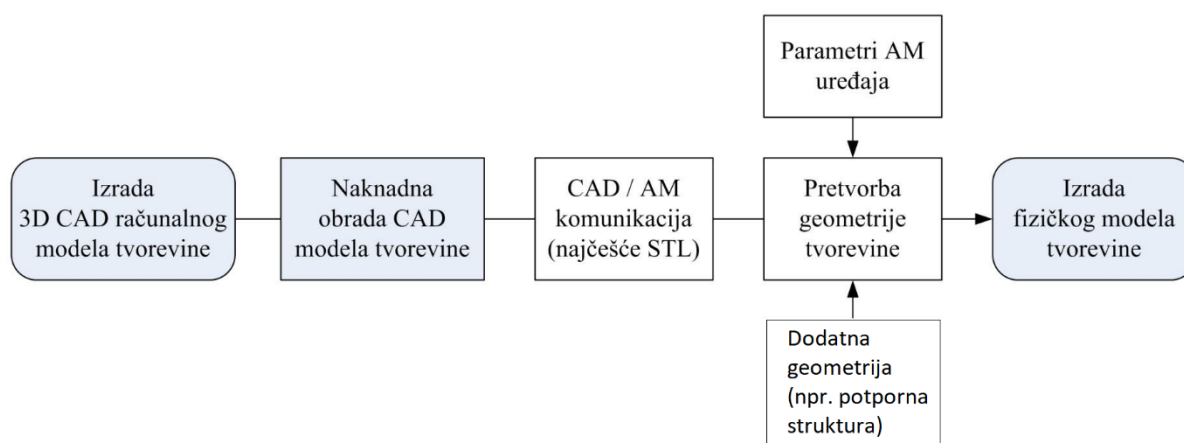 Parametri AM
uređaja
Izrada
3D CAD računalnog
modela tvorevine
Naknadna
obrada CAD
modela tvorevine
CAD / AM
komunikacija
(najčešće STL)
Pretvorba
geometrije
tvorevine
Izrada
fizičkog modela
tvorevine
Dodatna
geometrija
(npr. potporna
struktura)